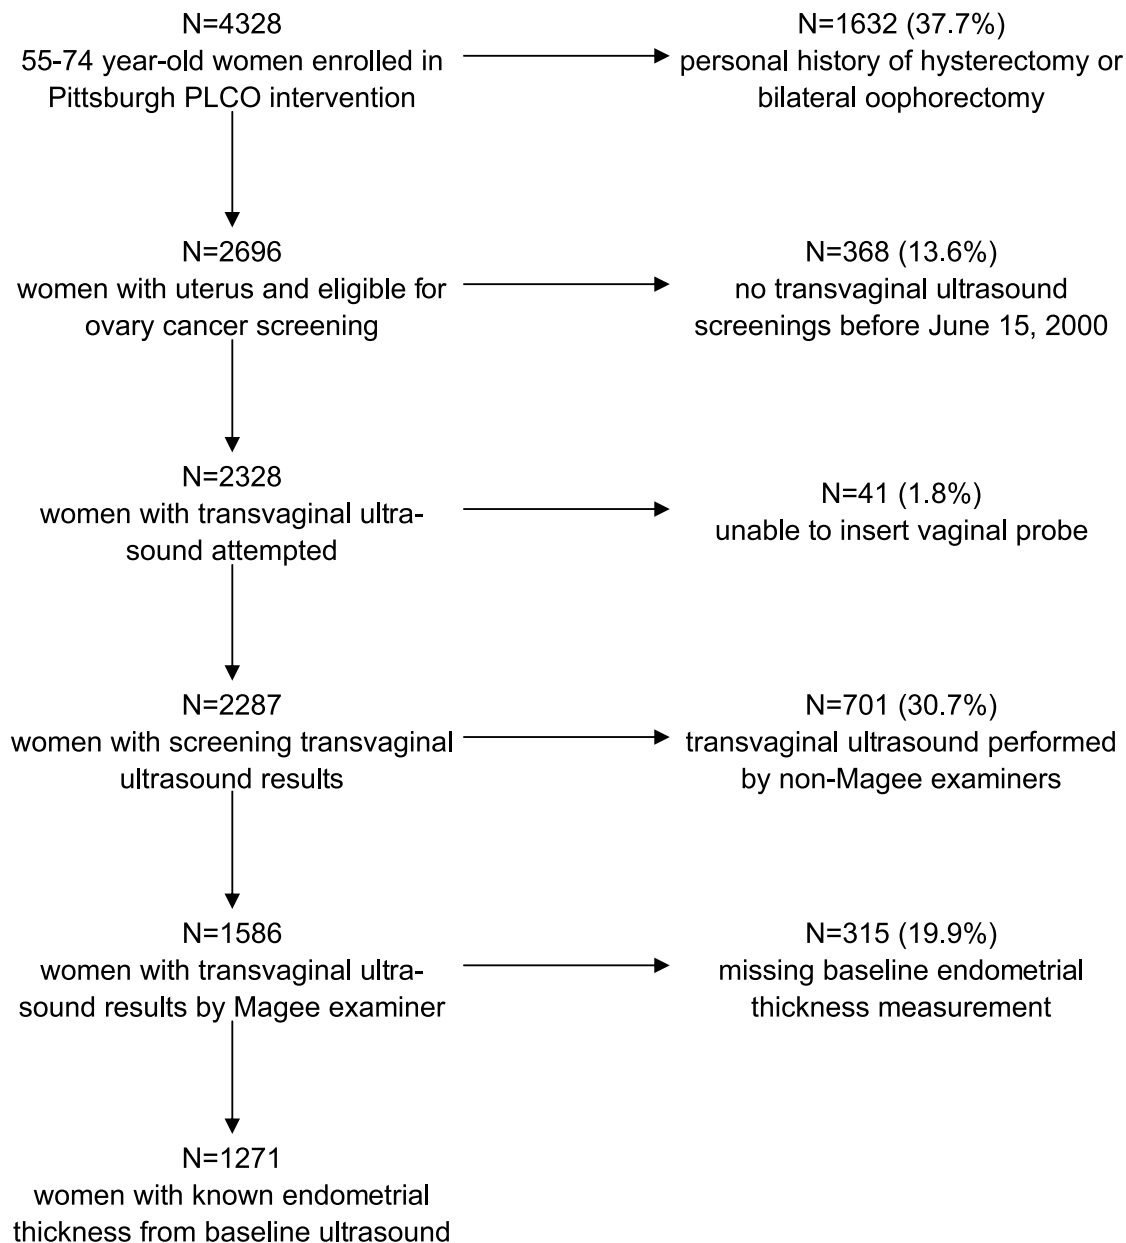 N=4328
55-74 year-old women enrolled in
Pittsburgh PLCO intervention
N=1632 (37.7%)
personal history of hysterectomy or
bilateral oophorectomy
N=2696
women with uterus and eligible for
ovary cancer screening
N=368 (13.6%)
no transvaginal ultrasound
screenings before June 15, 2000
N=2328
women with transvaginal ultra-
sound attempted
N=41 (1.8%)
unable to insert vaginal probe
N=2287
women with screening transvaginal
ultrasound results
N=701 (30.7%)
transvaginal ultrasound performed
by non-Magee examiners
N=1586
women with transvaginal ultra-
sound results by Magee examiner
N=315 (19.9%)
missing baseline endometrial
thickness measurement
N=1271
women with known endometrial
thickness from baseline ultrasound